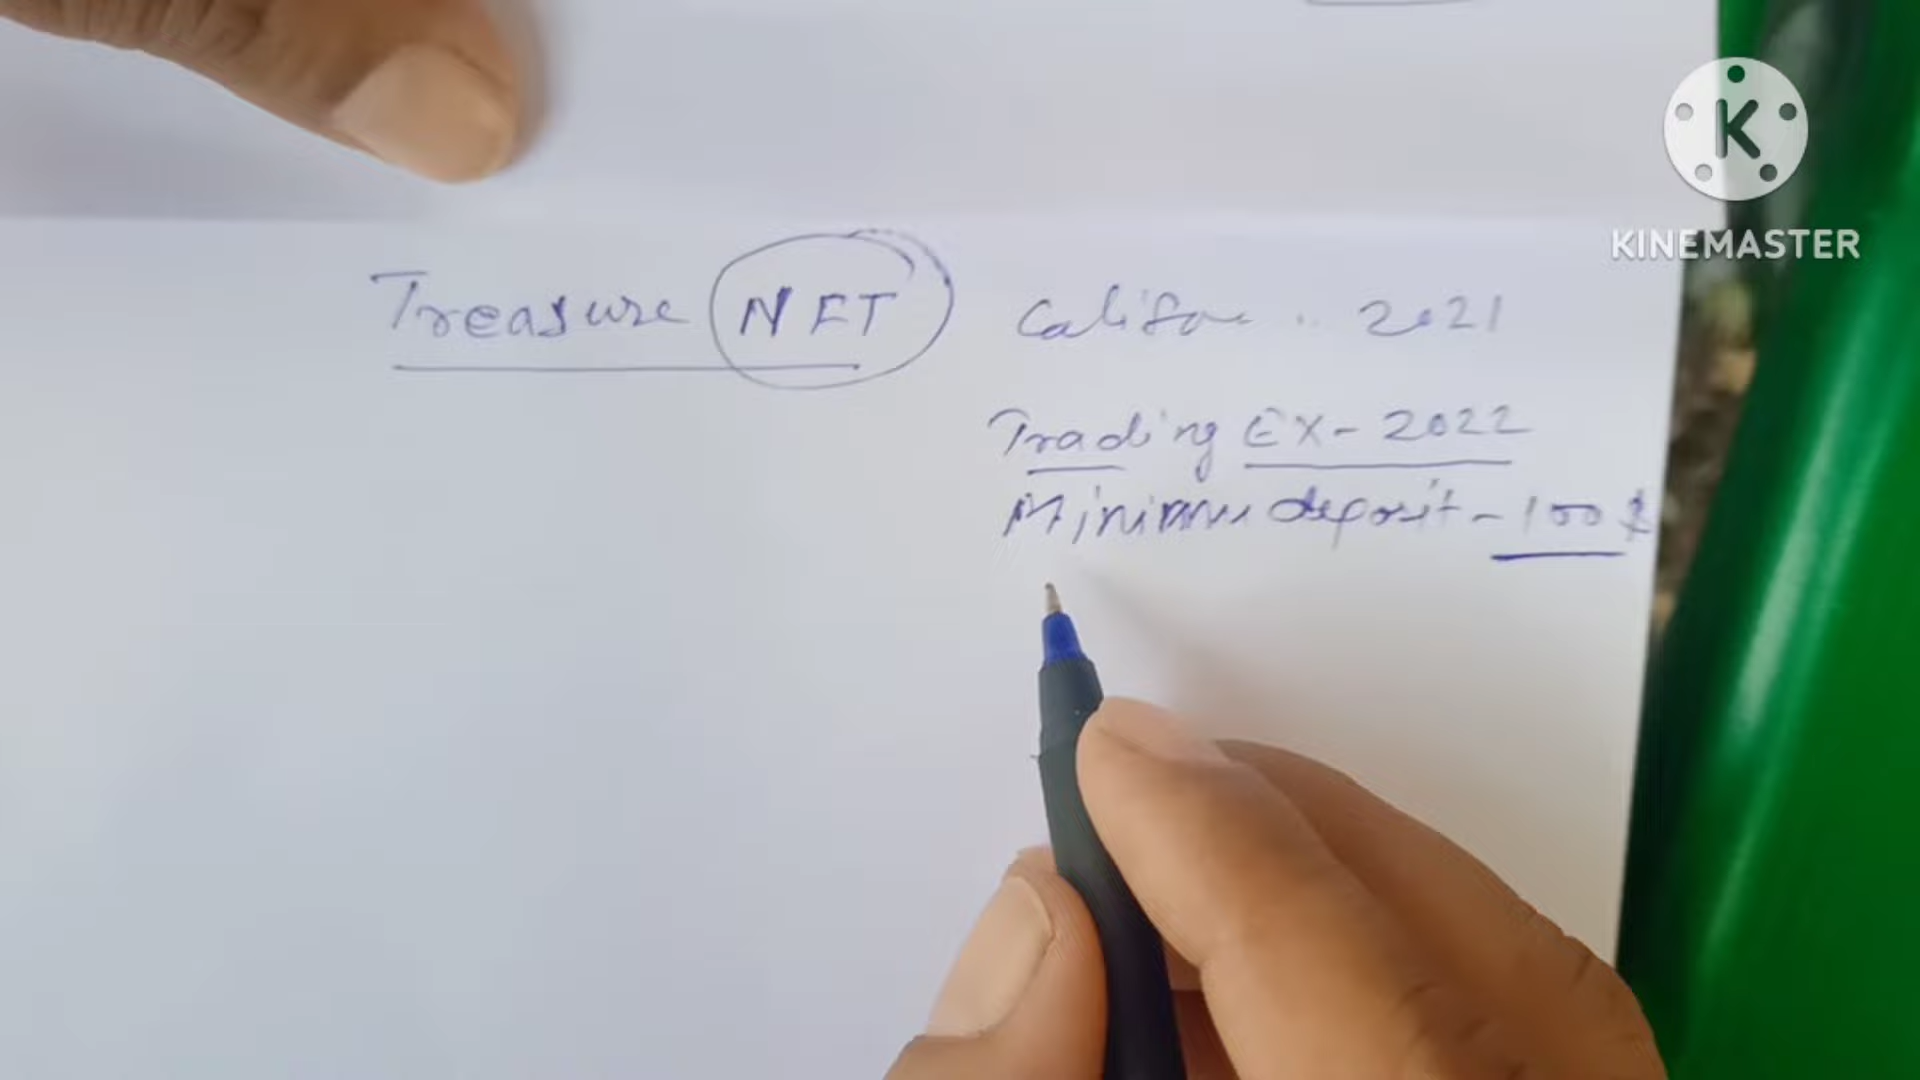 Treasure NFT Califor .. 2021
Trading EX- 2022
Minimum deposit - 100 $
K
KINEMASTER